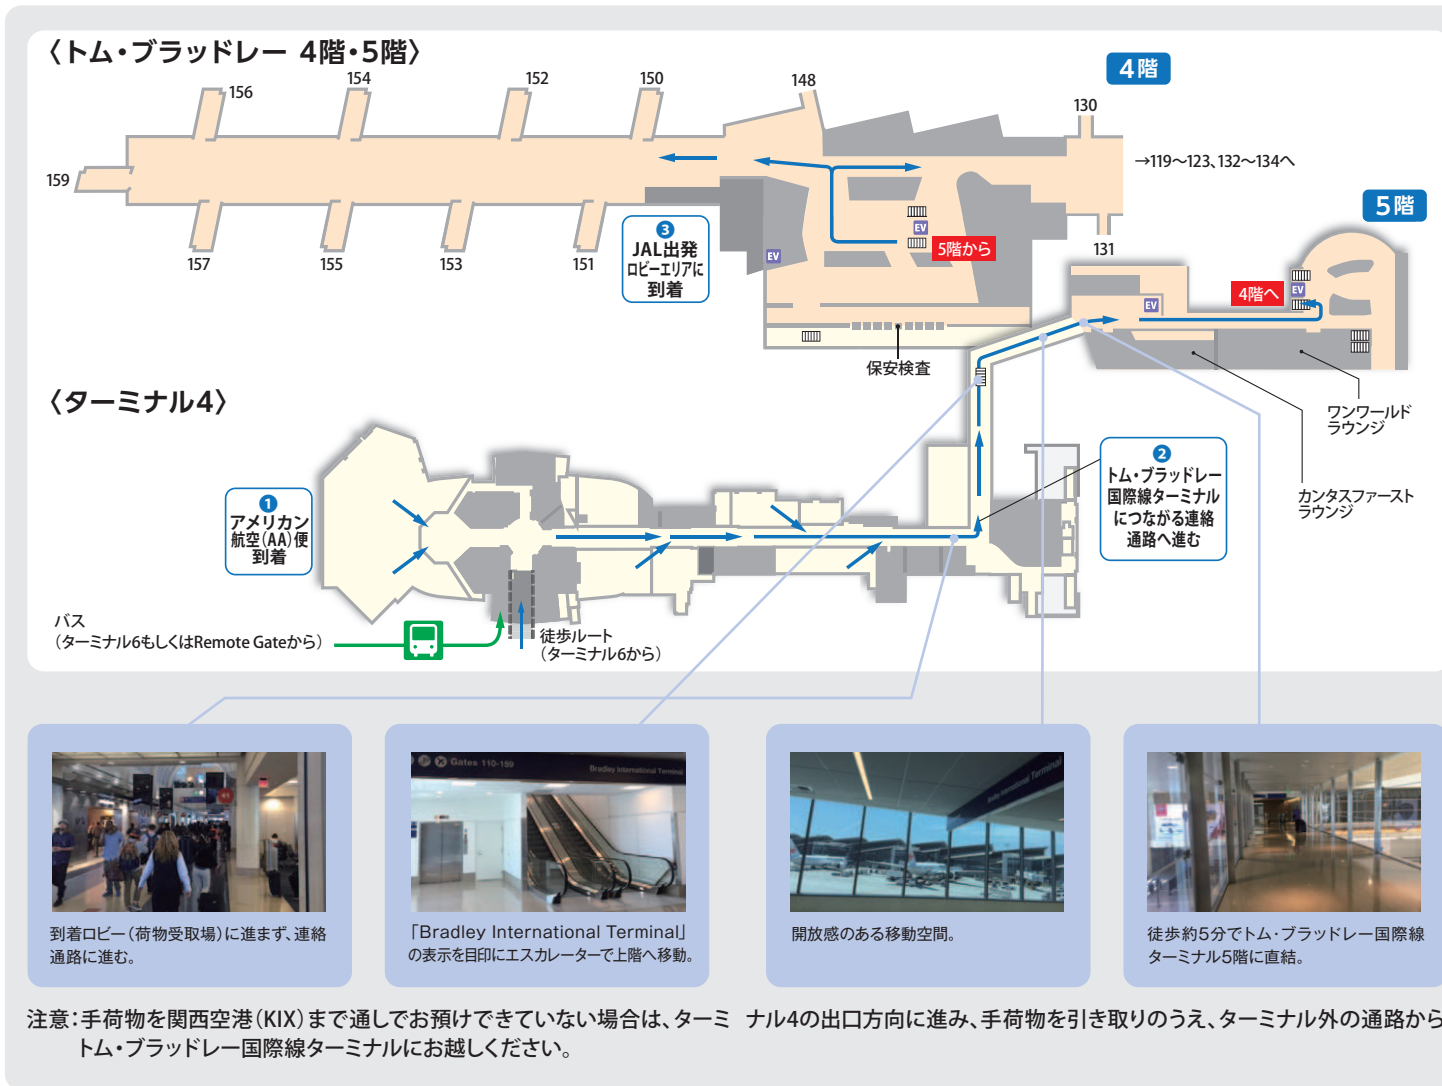 〈トム・ブラッドレー 4階・5階〉
4階
156
154
152
150
148
130
→119～123、132～134へ
159
5階
157
155
153
151
131
❸
JAL出発
ロビーエリアに
到着
EV
EV
5階から
EV
4階へ
EV
保安検査
ワンワールド
ラウンジ
カンタスファースト
ラウンジ
〈ターミナル4〉
❶
アメリカン
航空(AA)便
到着
❷
トム・ブラッドレー
国際線ターミナル
につながる連絡
通路へ進む
バス
(ターミナル6もしくはRemote Gateから)
徒歩ルート
(ターミナル6から)
Gates 110-159
Bradley International Terminal
Bradley International Terminal
到着ロビー(荷物受取場)に進まず、連絡
通路に進む。
「Bradley International Terminal」
の表示を目印にエスカレーターで上階へ移動。
開放感のある移動空間。
徒歩約5分でトム・ブラッドレー国際線
ターミナル5階に直結。
注意：手荷物を関西空港(KIX)まで通しでお預けできていない場合は、ターミ ナル4の出口方向に進み、手荷物を引き取りのうえ、ターミナル外の通路から
トム・ブラッドレー国際線ターミナルにお越しください。